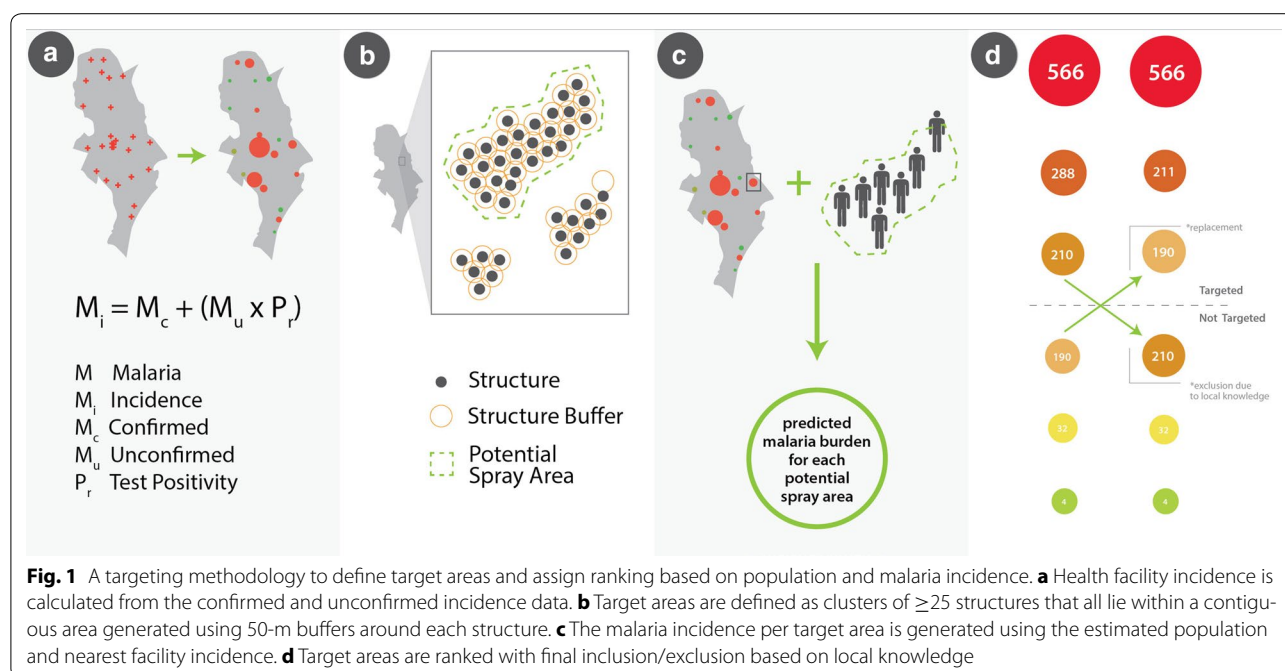 a
M_i = M_c + (M_u x P_r)
M Malaria
M_i Incidence
M_c Confirmed
M_u Unconfirmed
P_r Test Positivity
b
Structure
Structure Buffer
Potential
Spray Area
c
+
predicted
malaria burden
for each
potential
spray area
d
566 566
288 211
*replacement
210 190
Targeted
Not Targeted
190 210
*exclusion due
to local knowledge
32 32
4 4
Fig. 1 A targeting methodology to define target areas and assign ranking based on population and malaria incidence. a Health facility incidence is
calculated from the confirmed and unconfirmed incidence data. b Target areas are defined as clusters of ≥25 structures that all lie within a contigu-
ous area generated using 50-m buffers around each structure. c The malaria incidence per target area is generated using the estimated population
and nearest facility incidence. d Target areas are ranked with final inclusion/exclusion based on local knowledge